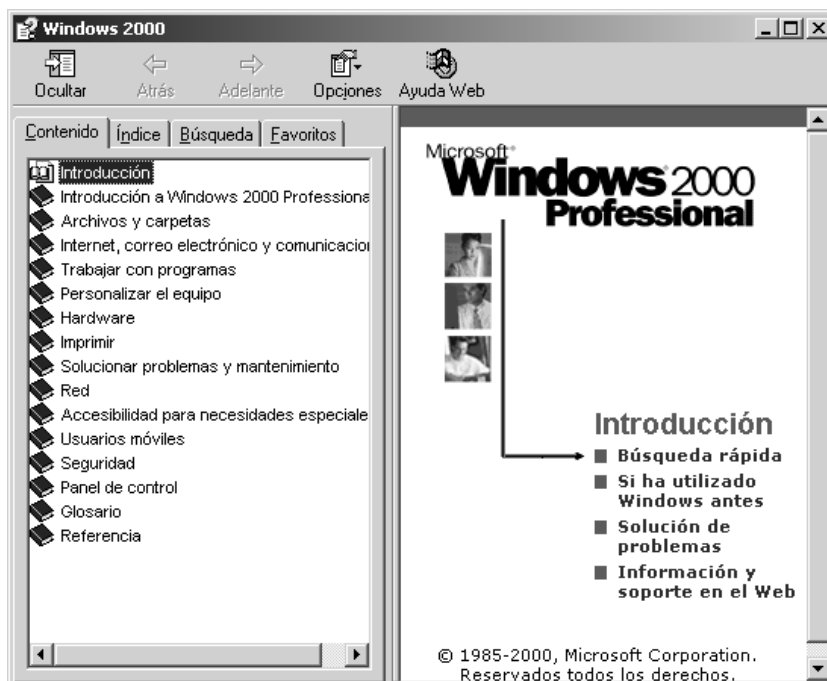 Windows 2000
Ocultar Atrás Adelante Opciones Ayuda Web
Contenido Índice Búsqueda Favoritos
Introducción
Introducción a Windows 2000 Professiona
Archivos y carpetas
Internet, correo electrónico y comunicacio
Trabajar con programas
Personalizar el equipo
Hardware
Imprimir
Solucionar problemas y mantenimiento
Red
Accesibilidad para necesidades especiale
Usuarios móviles
Seguridad
Panel de control
Glosario
Referencia
Microsoft®
Windows® 2000
Professional
Introducción
Búsqueda rápida
Si ha utilizado
Windows antes
Solución de
problemas
Información y
soporte en el Web
© 1985-2000, Microsoft Corporation.
Reservados todos los derechos.